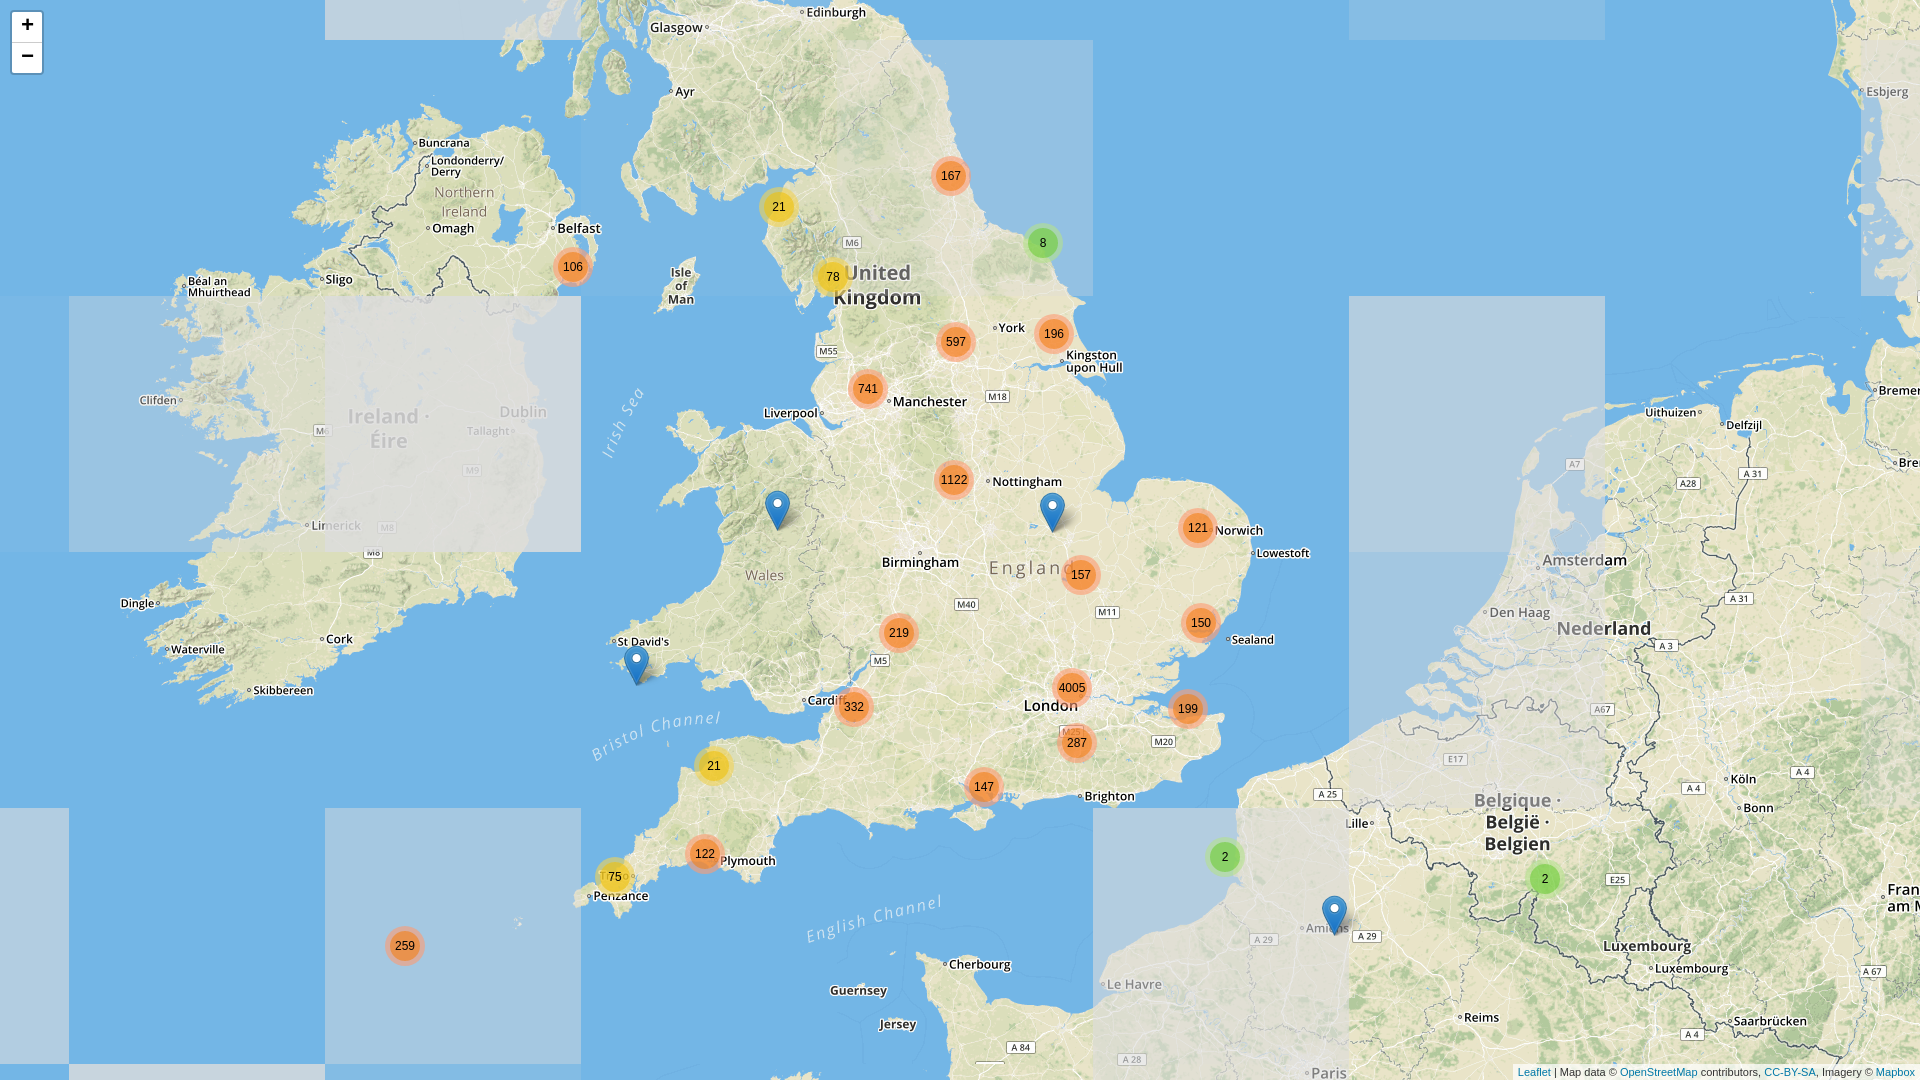 +
−
Glasgow
Edinburgh
Ayr
Esbjerg
Buncrana
Londonderry/
Derry
Northern
Ireland
Omagh
Belfast
167
21
8
M6
106
Sligo
Béal an
Mhuirthead
Isle
of
Man
78
United
Kingdom
York
196
597
M55
Kingston
upon Hull
741
Manchester
M18
Liverpool
Clifden
Ireland ·
Éire
Dublin
Tallaght
M6
M9
Irish Sea
Uithuizen
Delfzijl
A7
A 31
A28
1122
Nottingham
Limerick
M8
M8
121
Norwich
Lowestoft
Birmingham
England
157
Wales
Amsterdam
Dingle
M40
M11
A 31
Den Haag
Nederland
150
Sealand
219
Cork
St David's
Waterville
M5
A 3
Skibbereen
4005
Cardiff
332
London
199
A67
Bristol Channel
M25
287
M20
E17
21
147
Brighton
Köln
A 4
A 25
A 4
Bonn
Belgique ·
België ·
Belgien
Lille
122
Plymouth
2
75
Penzance
2
E25
English Channel
259
Amiens
A 29
A 29
Luxembourg
Luxembourg
A 67
Cherbourg
Le Havre
Guernsey
Jersey
Reims
Saarbrücken
A 4
A 84
A 28
Paris
Leaflet | Map data © OpenStreetMap contributors, CC-BY-SA, Imagery © Mapbox